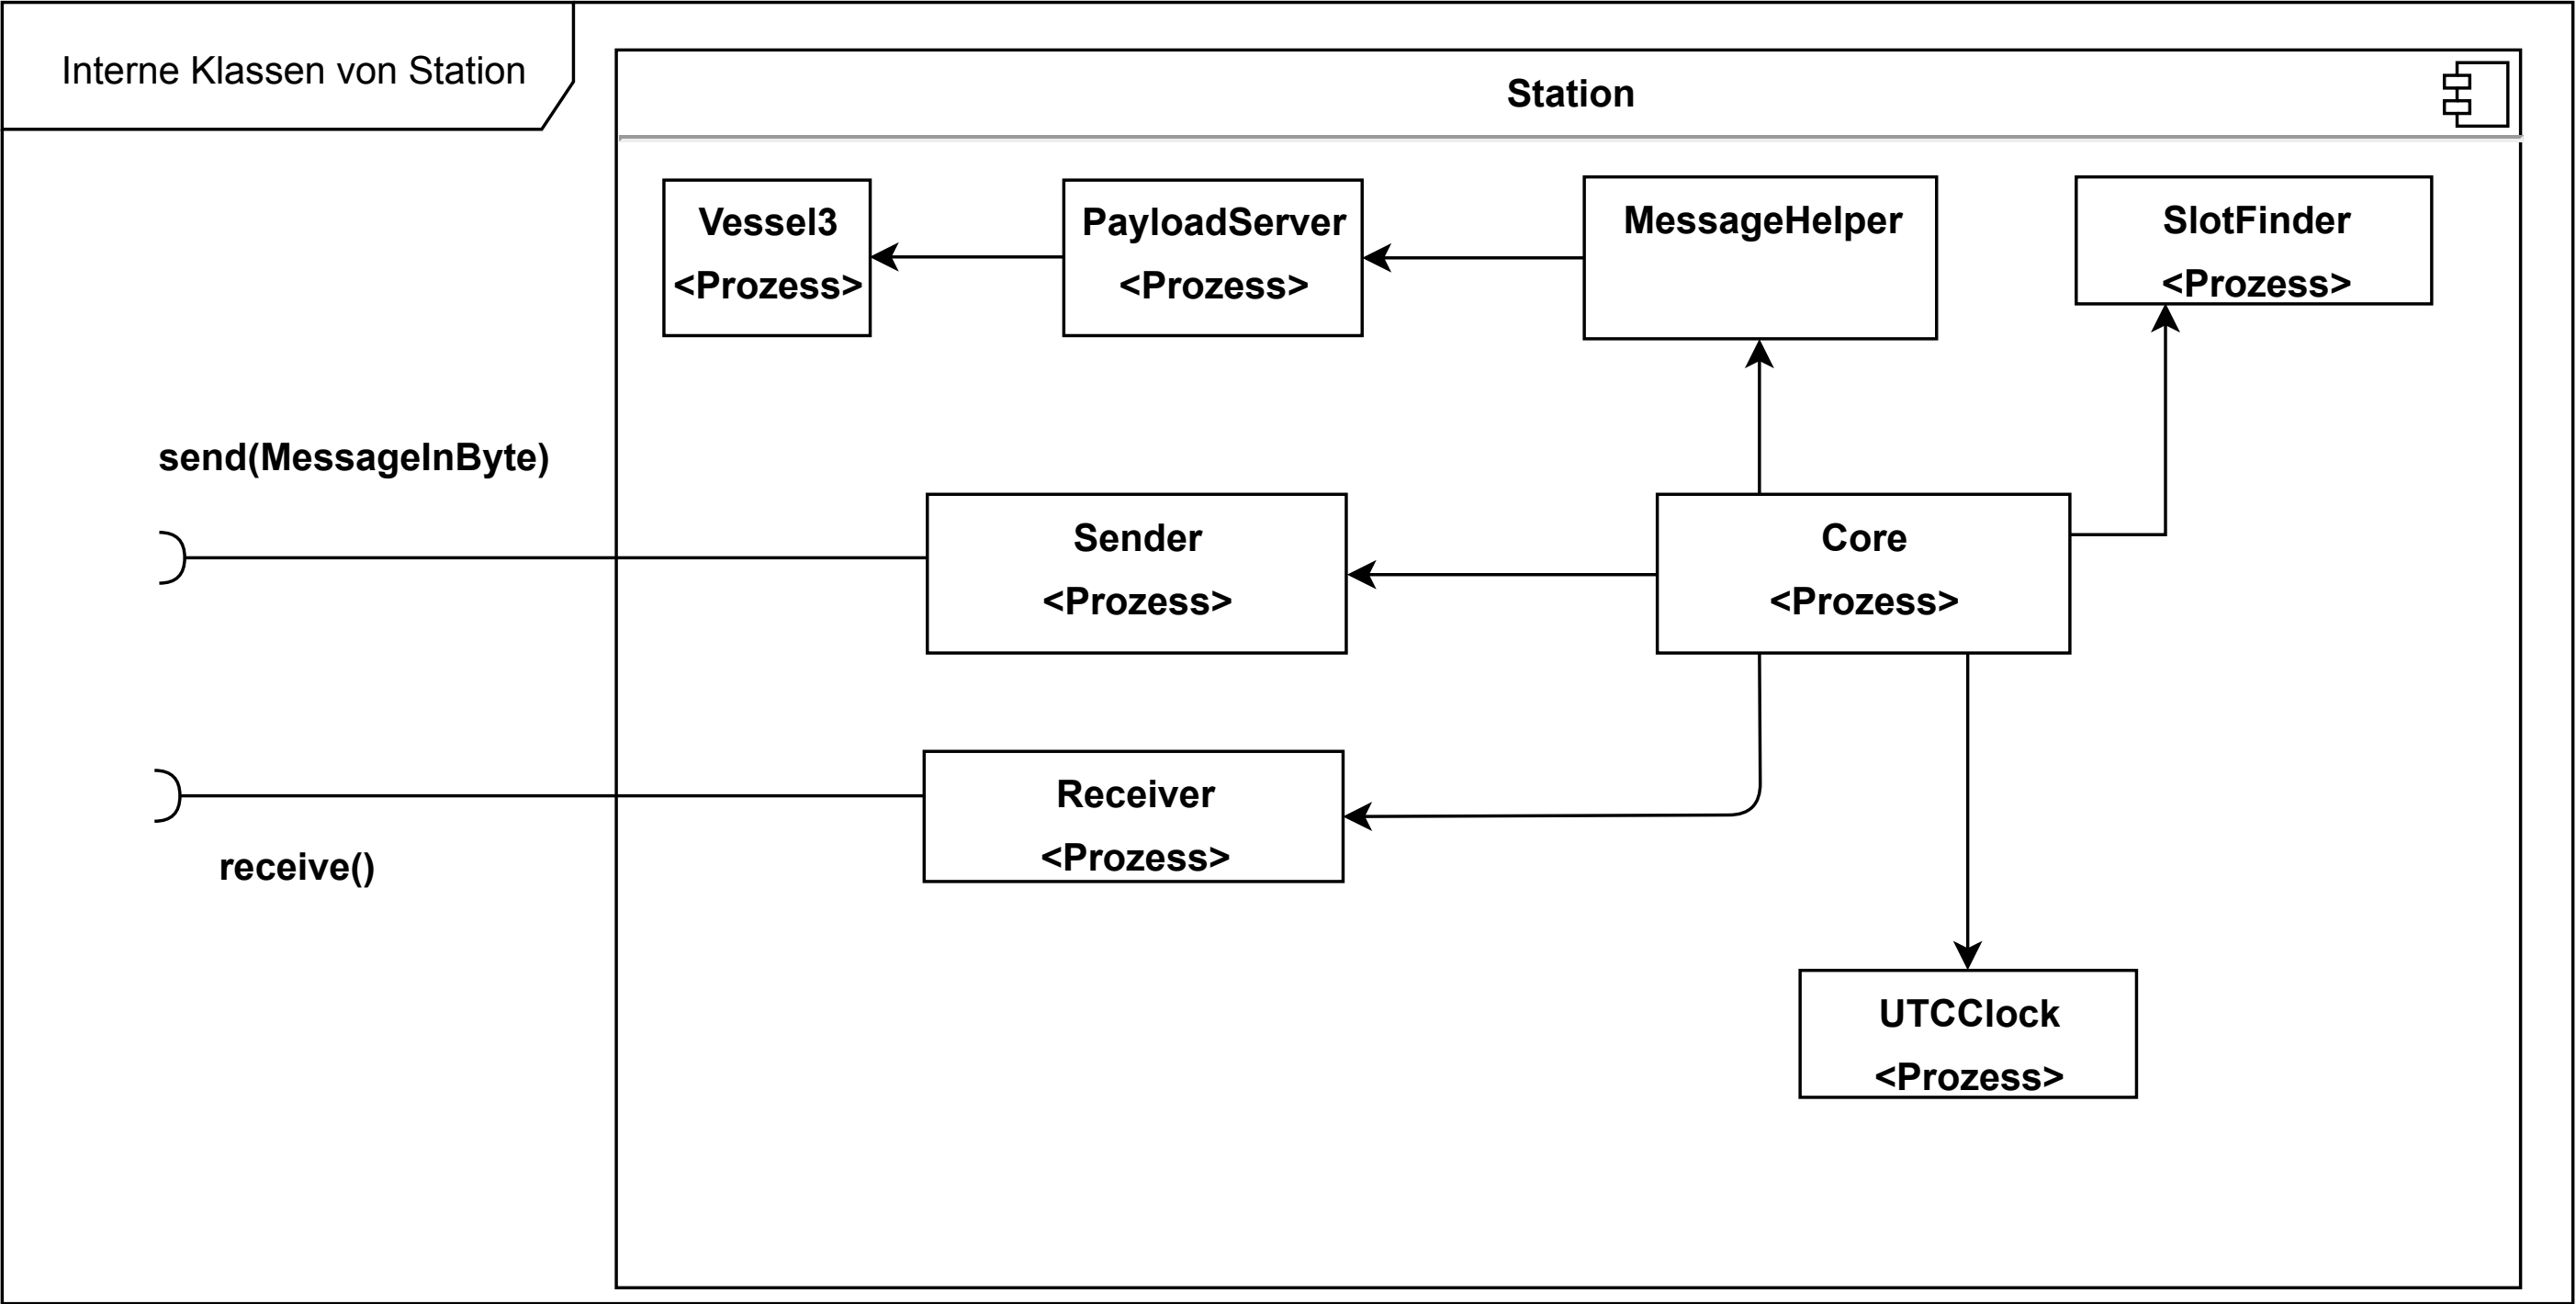 Interne Klassen von Station
Station
Vessel3
<Prozess>
PayloadServer
<Prozess>
MessageHelper
SlotFinder
<Prozess>
send(MessageInByte)
Sender
<Prozess>
Core
<Prozess>
Receiver
<Prozess>
receive()
UTCClock
<Prozess>